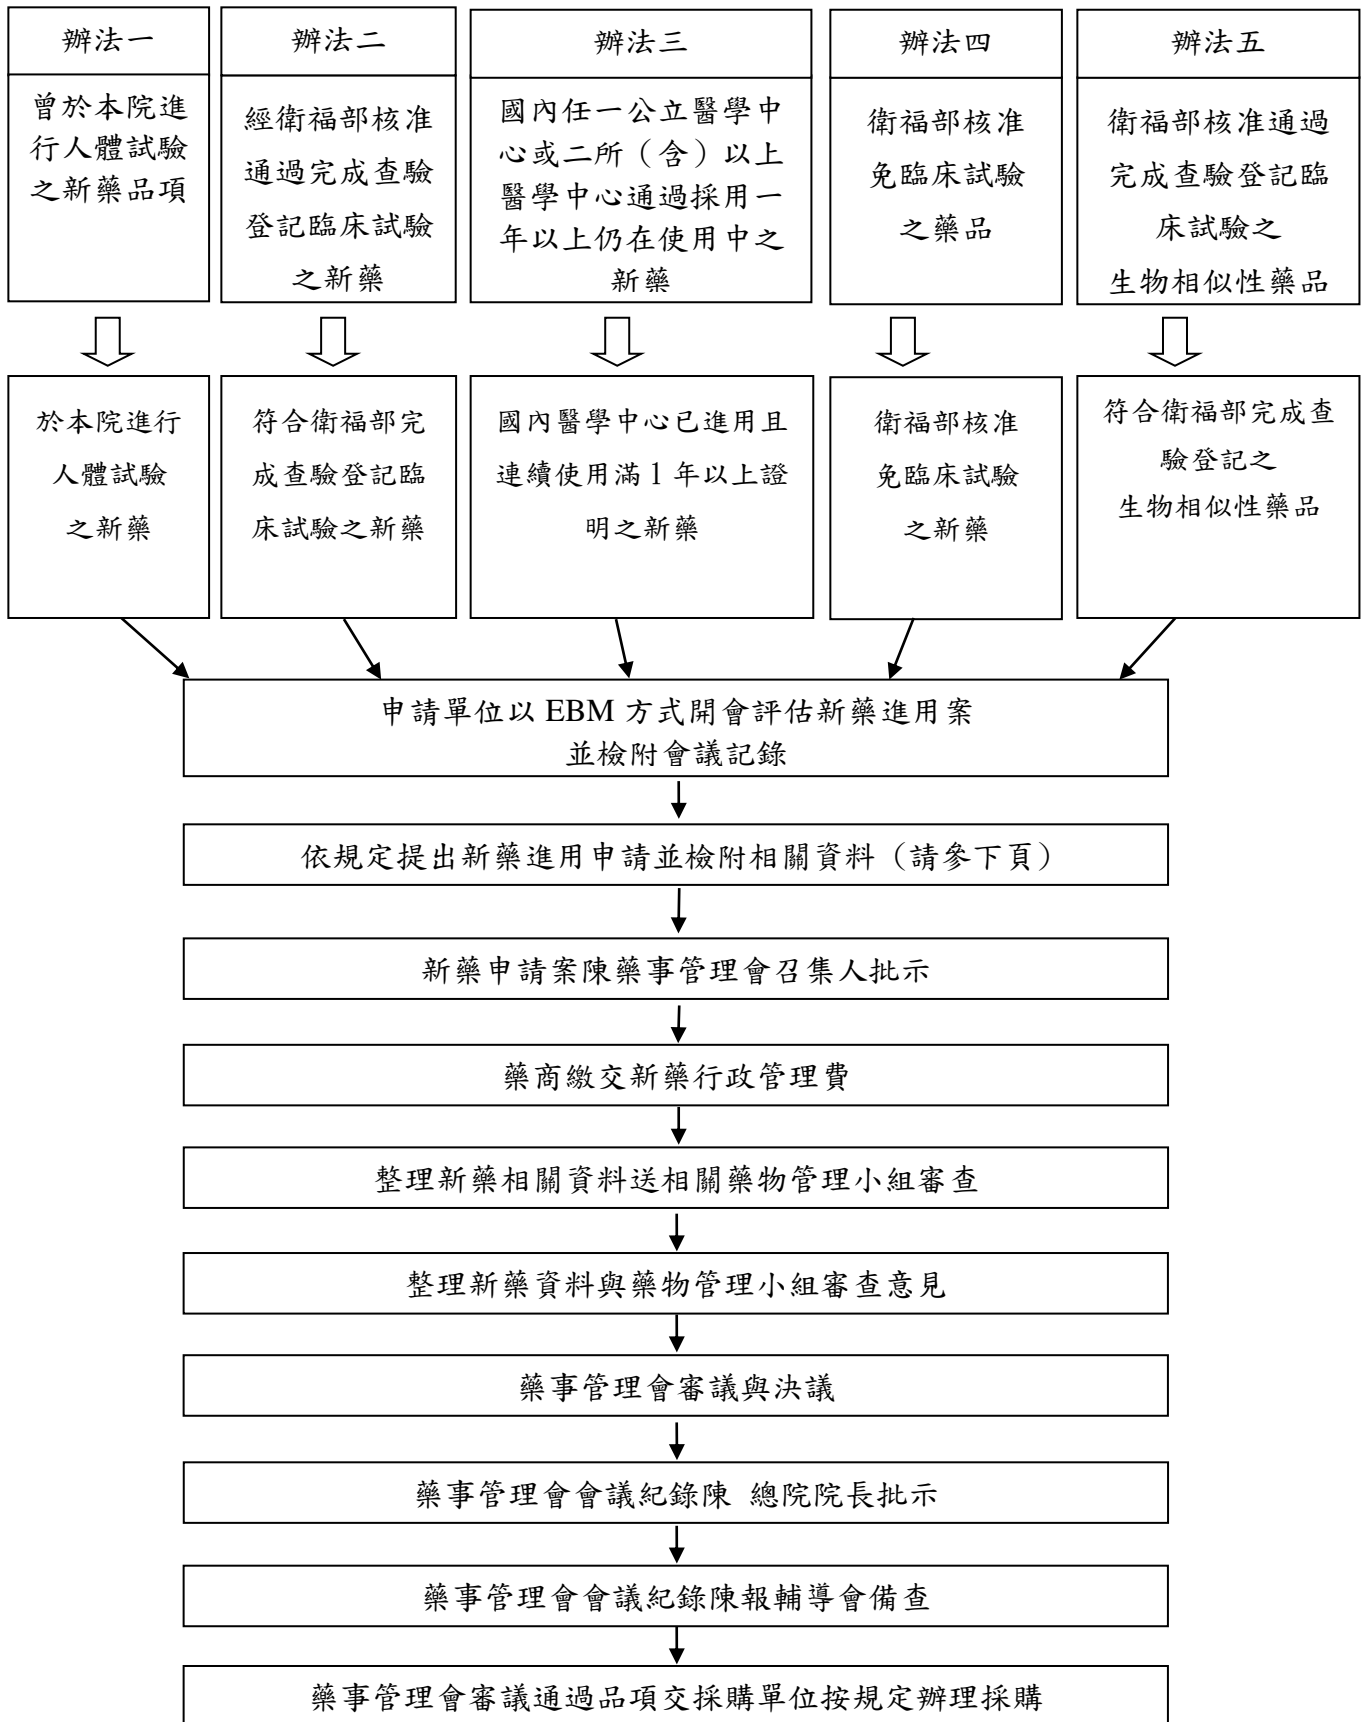 辦法一
曾於本院進
行人體試驗
之新藥品項
辦法二
經衛福部核准
通過完成查驗
登記臨床試驗
之新藥
辦法三
國內任一公立醫學中
心或二所（含）以上
醫學中心通過採用一
年以上仍在使用中之
新藥
辦法四
衛福部核准
免臨床試驗
之藥品
辦法五
衛福部核准通過
完成查驗登記臨
床試驗之
生物相似性藥品
於本院進行
人體試驗
之新藥
符合衛福部完
成查驗登記臨
床試驗之新藥
國內醫學中心已進用且
連續使用滿 1 年以上證
明之新藥
衛福部核准
免臨床試驗
之新藥
符合衛福部完成查
驗登記之
生物相似性藥品
申請單位以 EBM 方式開會評估新藥進用案
並檢附會議記錄
依規定提出新藥進用申請並檢附相關資料（請參下頁）
新藥申請案陳藥事管理會召集人批示
藥商繳交新藥行政管理費
整理新藥相關資料送相關藥物管理小組審查
整理新藥資料與藥物管理小組審查意見
藥事管理會審議與決議
藥事管理會會議紀錄陳 總院院長批示
藥事管理會會議紀錄陳報輔導會備查
藥事管理會審議通過品項交採購單位按規定辦理採購